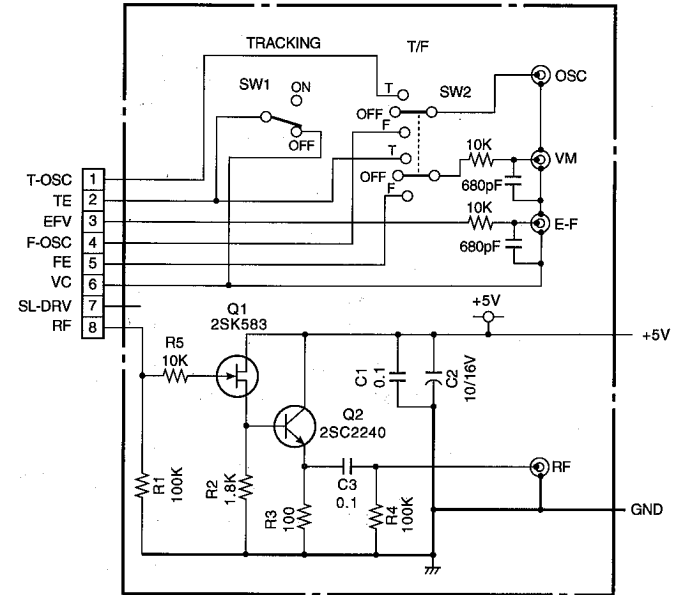 TRACKING
T/F
SW1
ON
OFF
T
OFF
F
T
OFF
F
SW2
OSC
10K
VM
680pF
10K
E-F
680pF
T-OSC 1
TE 2
EFV 3
F-OSC 4
FE 5
VC 6
SL-DRV 7
RF 8
+5V
+5V
Q1
2SK583
R5
10K
C1
0.1
C2
10/16V
Q2
2SC2240
RF
C3
0.1
R1
100K
R2
1.8K
R3
100
R4
100K
GND